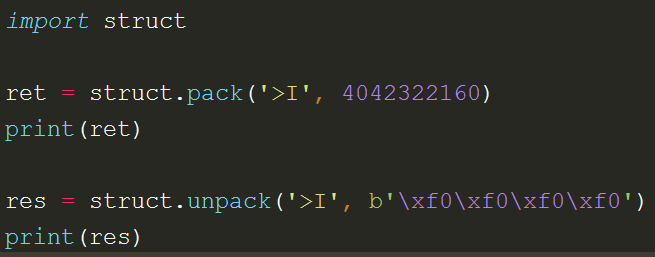 import struct
ret = struct.pack('>I', 4042322160)
print(ret)
res = struct.unpack('>I', b'\xf0\xf0\xf0\xf0')
print(res)